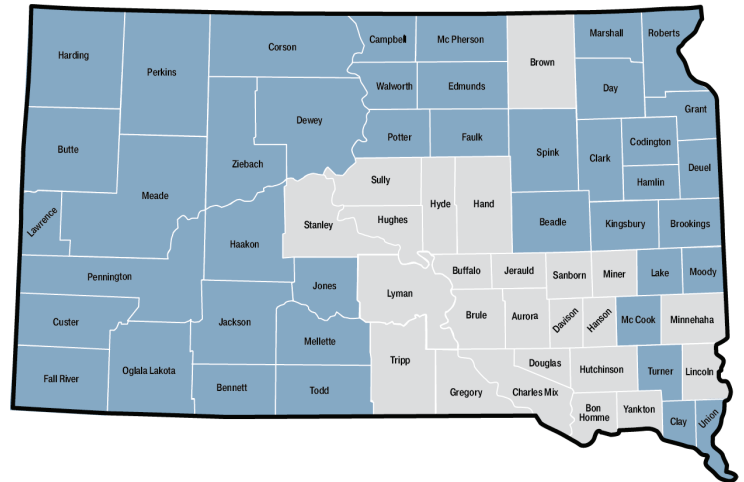 Harding
Perkins
Corson
Campbell
Mc Pherson
Brown
Marshall
Roberts
Walworth
Edmunds
Day
Grant
Butte
Dewey
Potter
Faulk
Spink
Clark
Codington
Deuel
Ziebach
Hamlin
Meade
Sully
Lawrence
Stanley
Hughes
Hyde
Hand
Beadle
Kingsbury
Brookings
Haakon
Pennington
Buffalo
Jerauld
Sanborn
Miner
Lake
Moody
Jones
Lyman
Custer
Jackson
Brule
Aurora
Davison
Hanson
Mc Cook
Minnehaha
Mellette
Tripp
Douglas
Hutchinson
Turner
Lincoln
Fall River
Oglala Lakota
Bennett
Todd
Gregory
Charles Mix
Bon
Homme
Yankton
Clay
Union